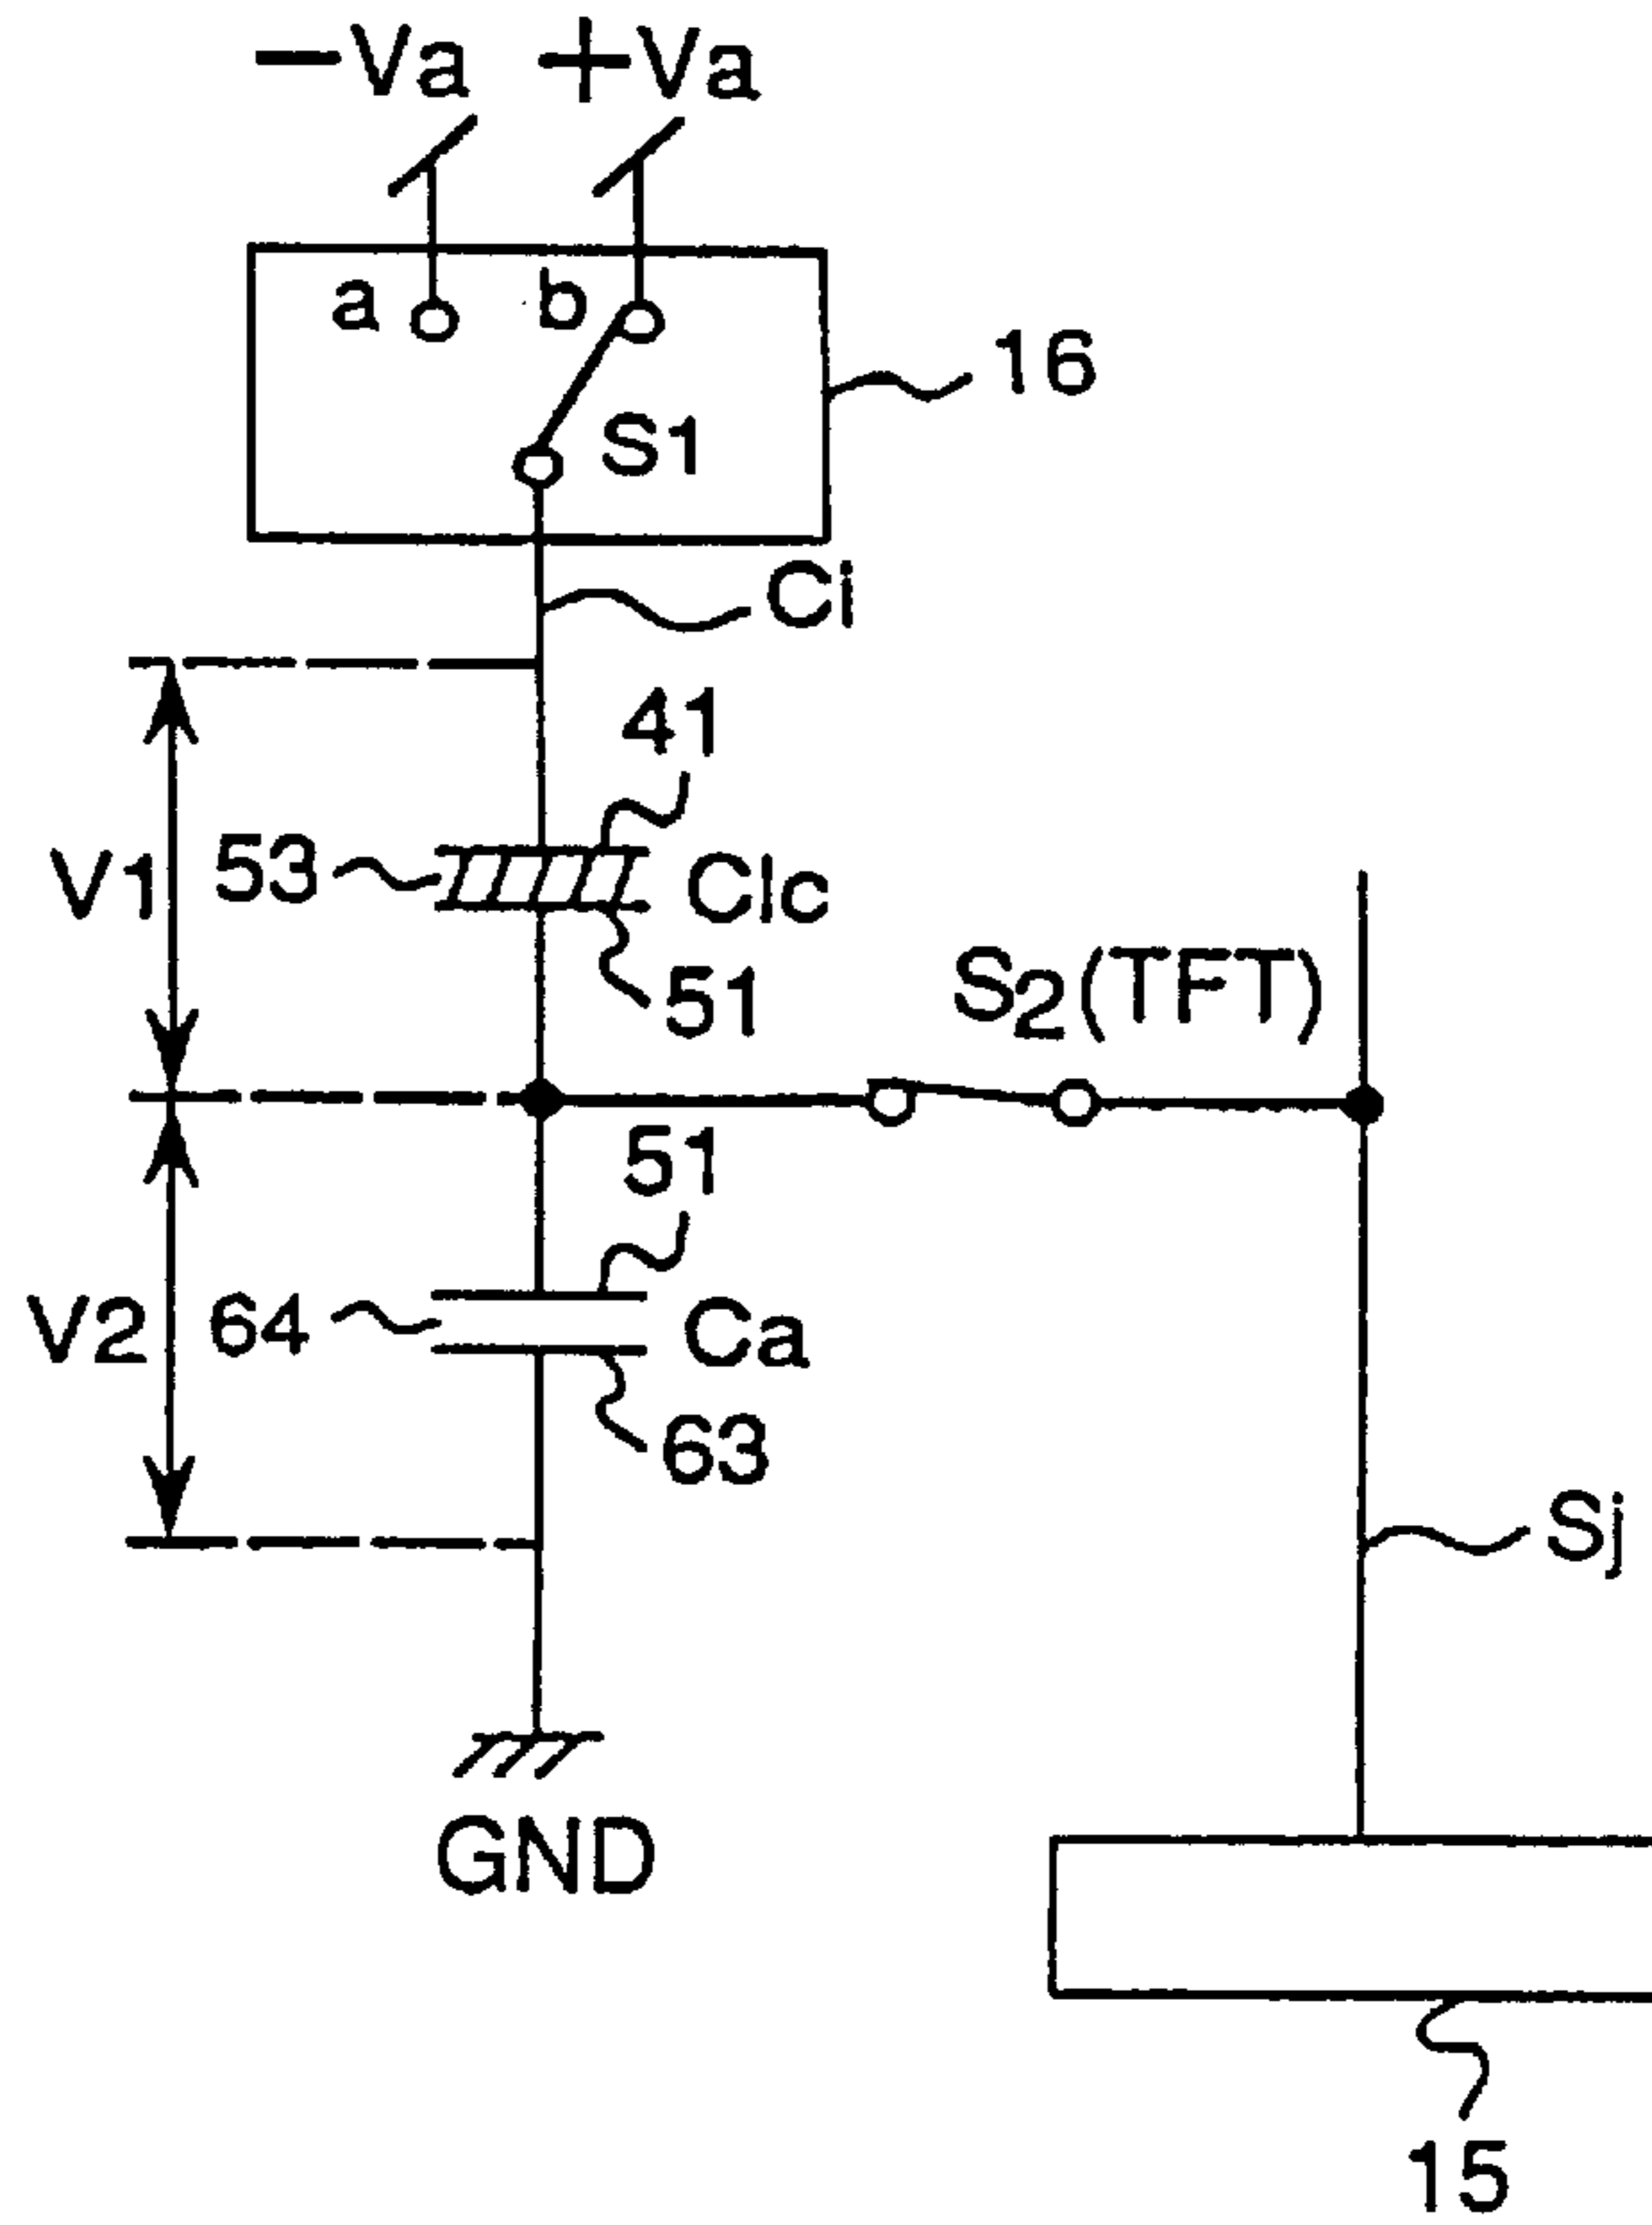 −Va +Va
a b
S1
16
Ci
41
V1 53 Clc
51
S2(TFT)
51
V2 64 Ca
63
Sj
GND
15